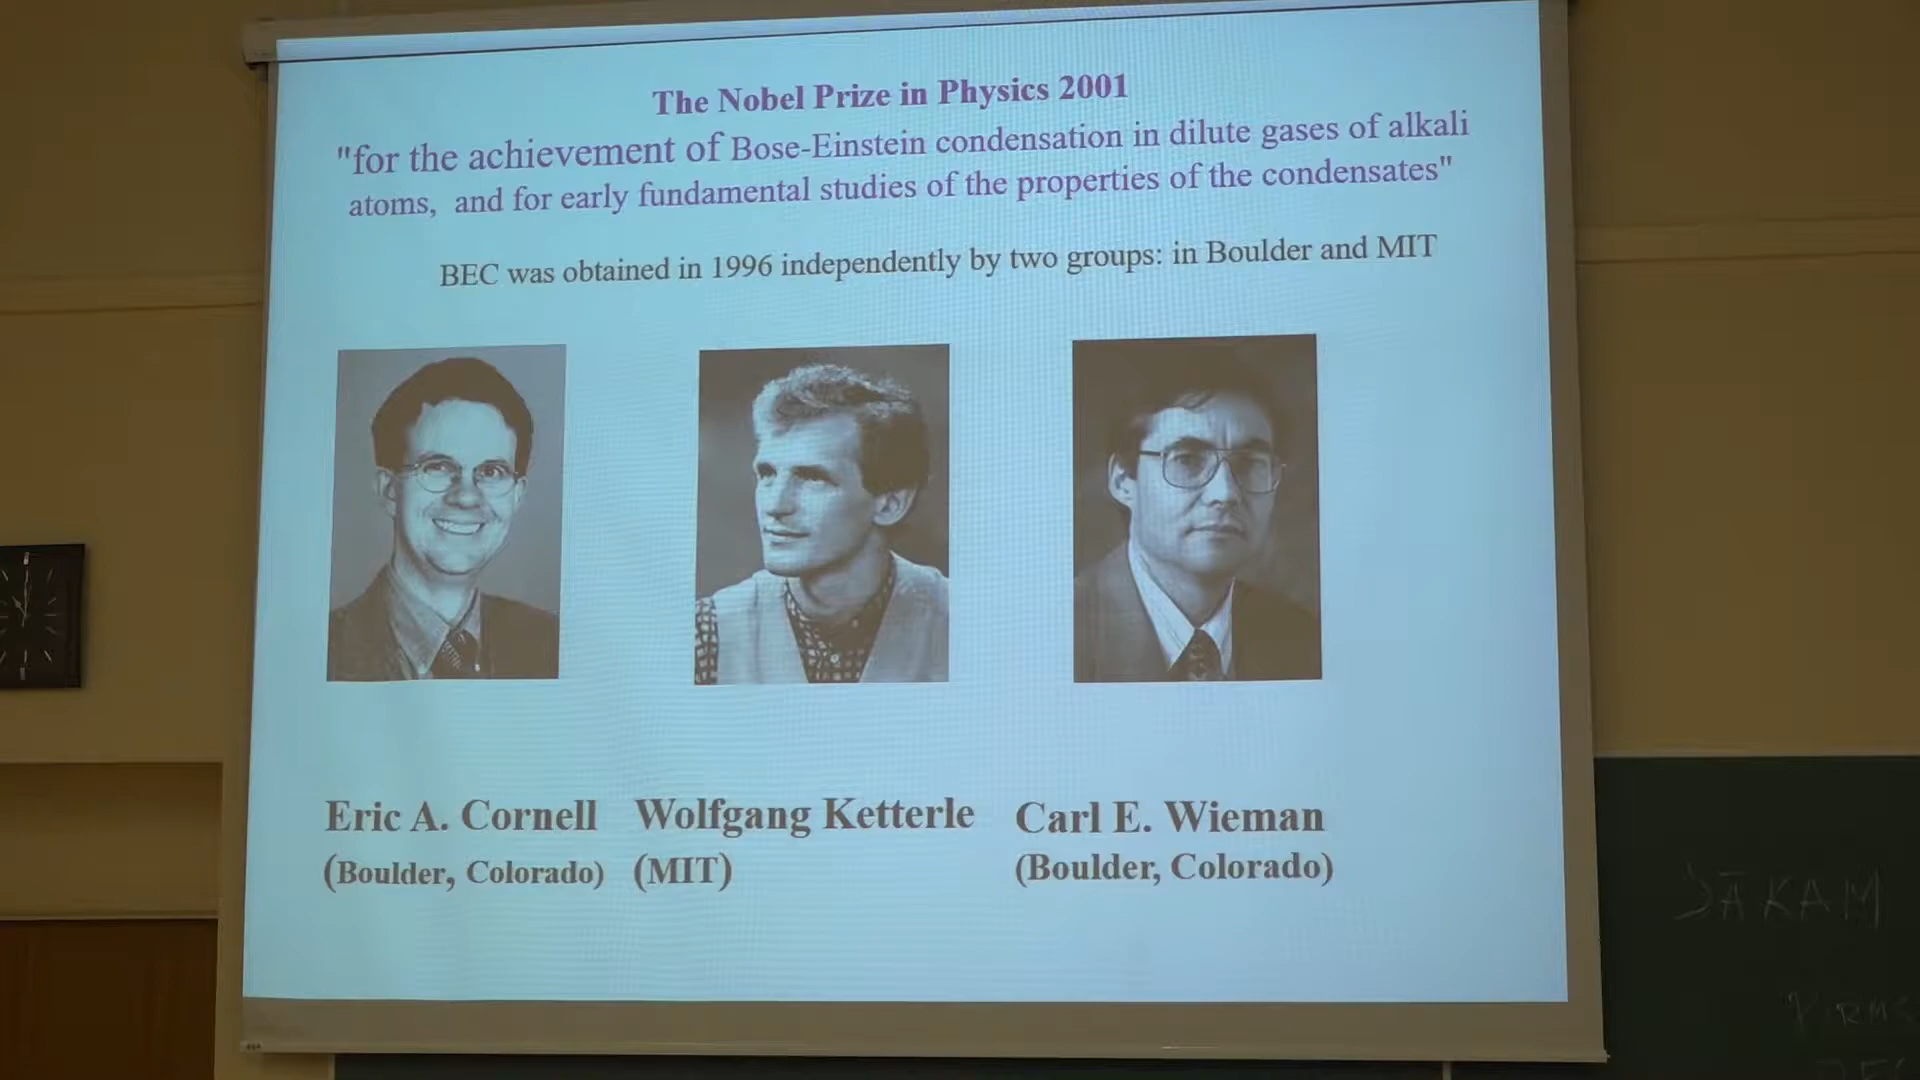 The Nobel Prize in Physics 2001
"for the achievement of Bose-Einstein condensation in dilute gases of alkali
atoms, and for early fundamental studies of the properties of the condensates"
BEC was obtained in 1996 independently by two groups: in Boulder and MIT
Eric A. Cornell Wolfgang Ketterle Carl E. Wieman
(Boulder, Colorado) (MIT) (Boulder, Colorado)